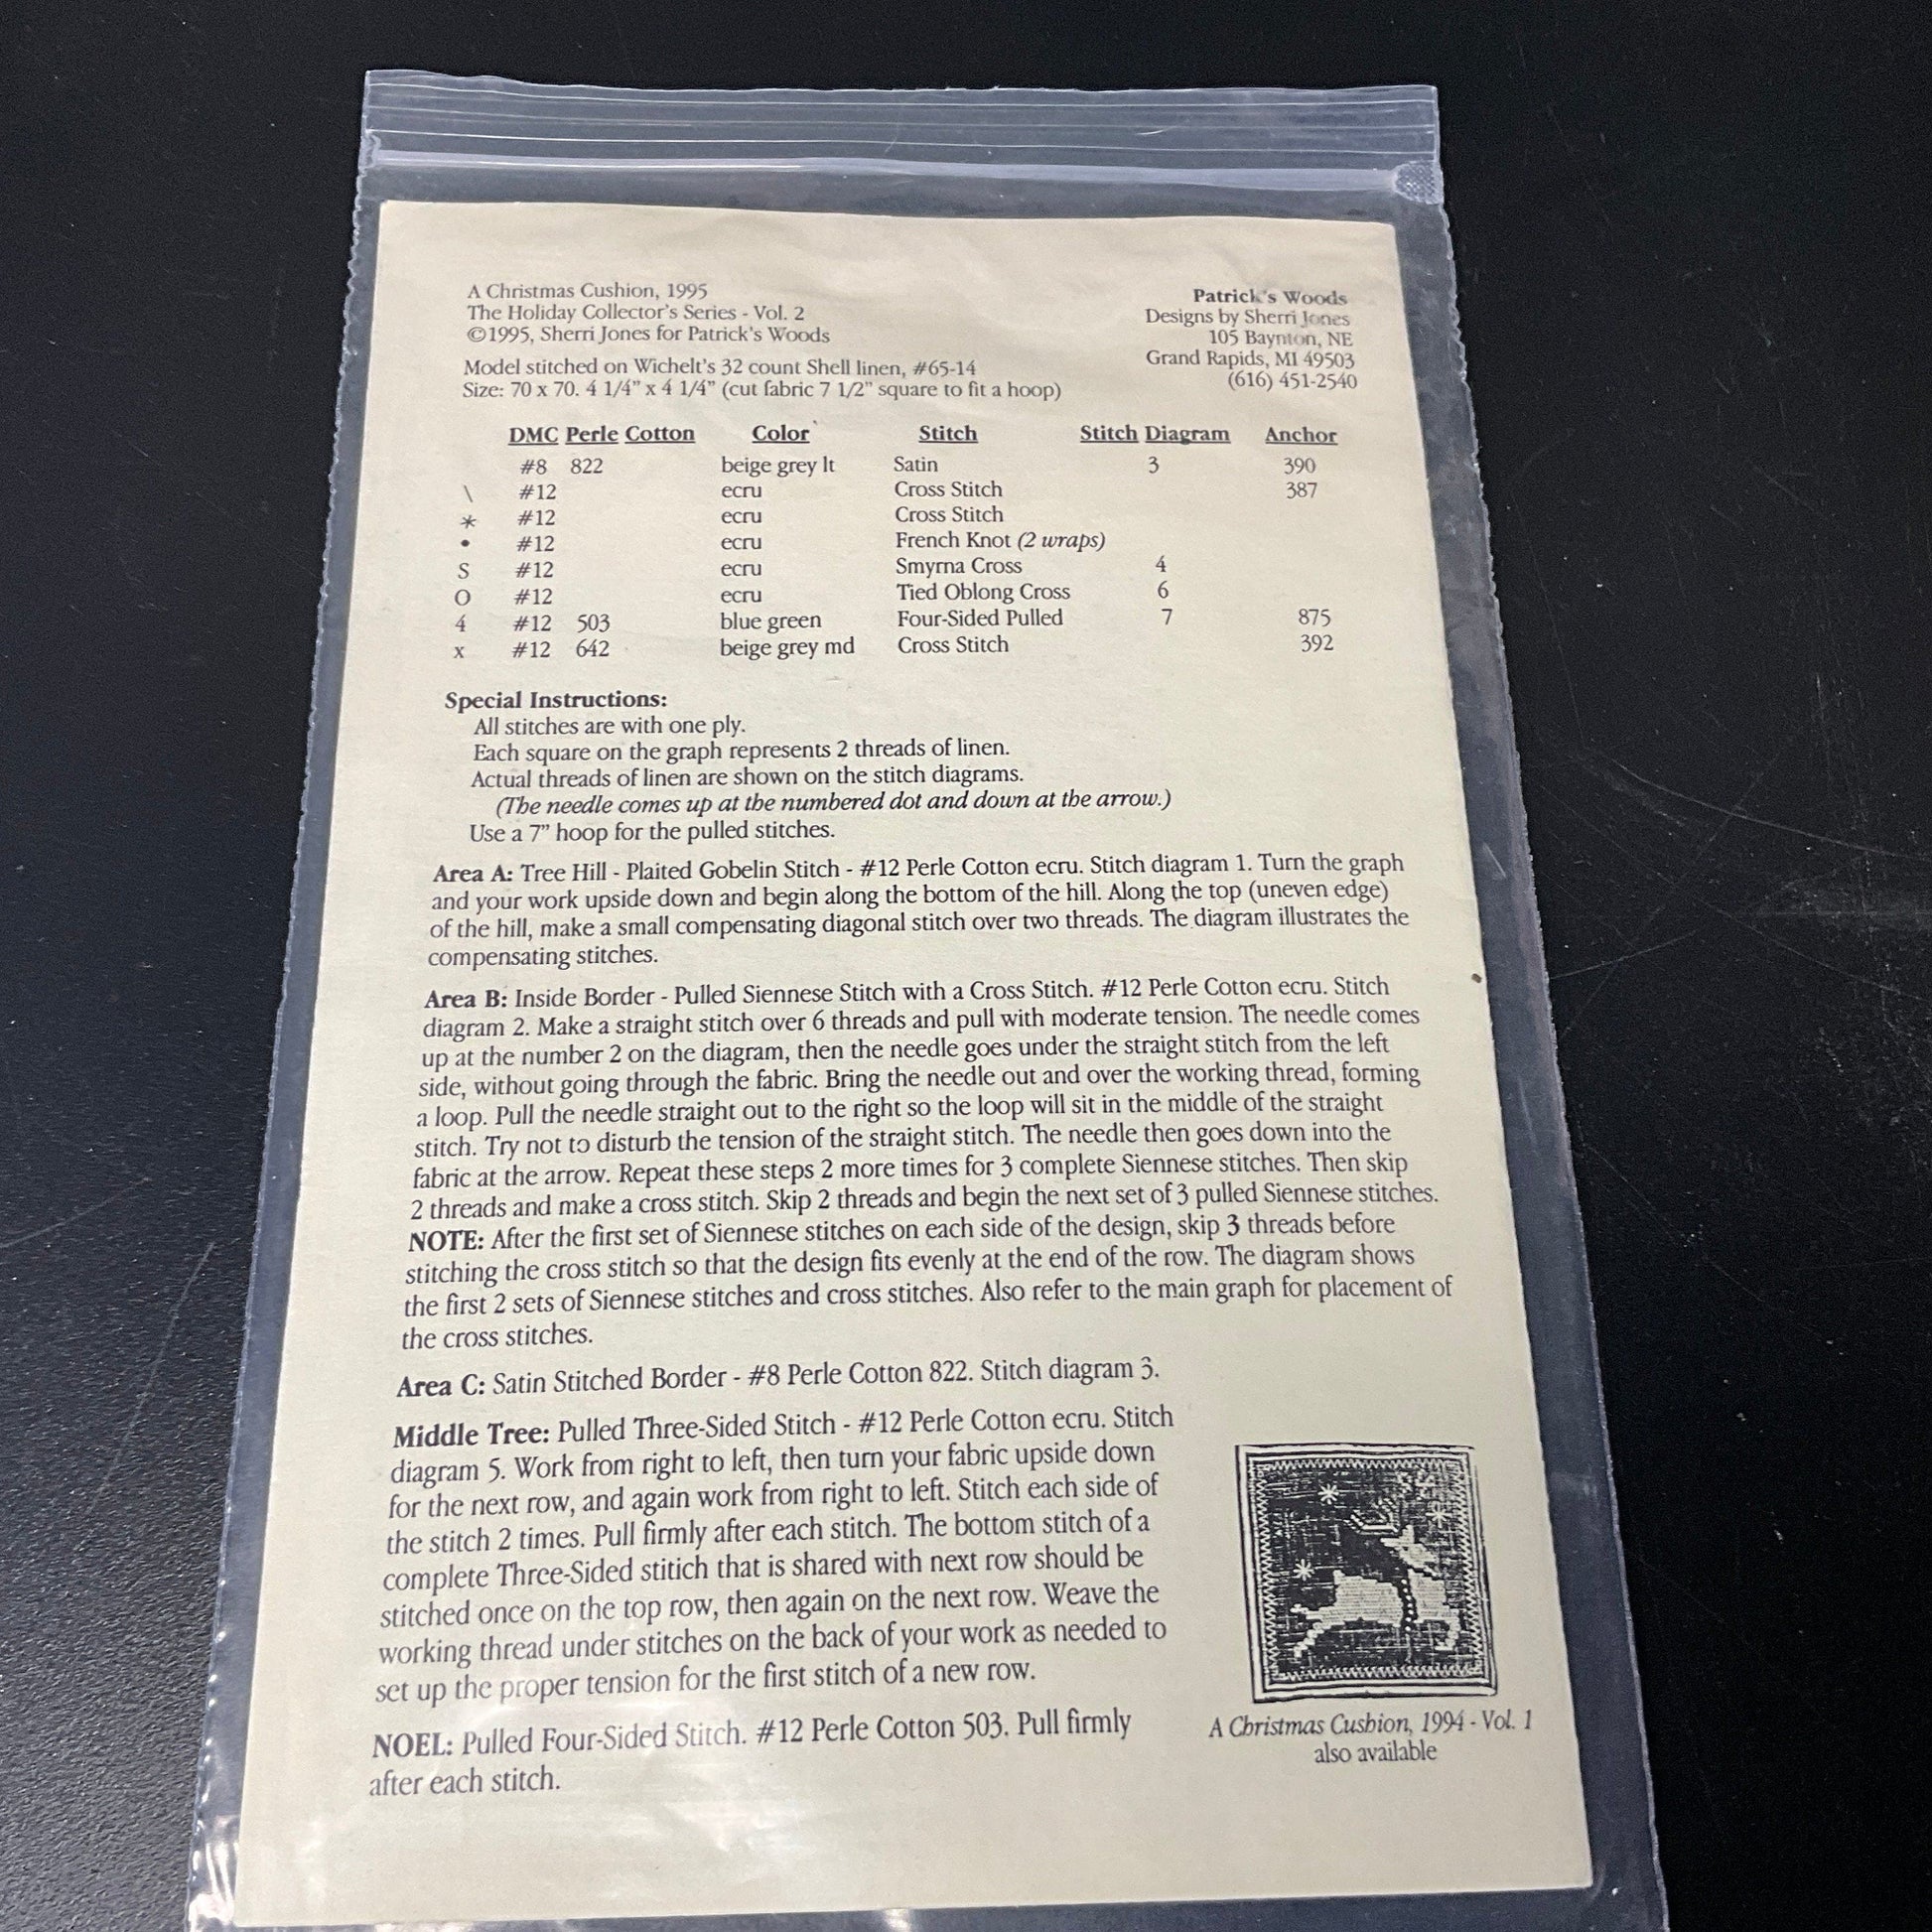 A Christmas Cushion, 1995
The Holiday Collector's Series - Vol. 2
©1995, Sherri Jones for Patrick's Woods
Patrick's Woods
Designs by Sherri Jones
105 Baynton, NE
Grand Rapids, MI 49503
(616) 451-2540
Model stitched on Wichelt's 32 count Shell linen, #65-14
Size: 70 x 70. 4 1/4" x 4 1/4" (cut fabric 7 1/2" square to fit a hoop)
DMC Perle Cotton Color Stitch Stitch Diagram Anchor
#8 822 beige grey lt Satin 3 390
\ #12 ecru Cross Stitch 387
* #12 ecru Cross Stitch
• #12 ecru French Knot (2 wraps)
S #12 ecru Smyrna Cross 4
O #12 ecru Tied Oblong Cross 6
4 #12 503 blue green Four-Sided Pulled 7 875
x #12 642 beige grey md Cross Stitch 392
Special Instructions:
All stitches are with one ply.
Each square on the graph represents 2 threads of linen.
Actual threads of linen are shown on the stitch diagrams.
(The needle comes up at the numbered dot and down at the arrow.)
Use a 7" hoop for the pulled stitches.
Area A: Tree Hill - Plaited Gobelin Stitch - #12 Perle Cotton ecru. Stitch diagram 1. Turn the graph
and your work upside down and begin along the bottom of the hill. Along the top (uneven edge)
of the hill, make a small compensating diagonal stitch over two threads. The diagram illustrates the
compensating stitches.
Area B: Inside Border - Pulled Siennese Stitch with a Cross Stitch. #12 Perle Cotton ecru. Stitch
diagram 2. Make a straight stitch over 6 threads and pull with moderate tension. The needle comes
up at the number 2 on the diagram, then the needle goes under the straight stitch from the left
side, without going through the fabric. Bring the needle out and over the working thread, forming
a loop. Pull the needle straight out to the right so the loop will sit in the middle of the straight
stitch. Try not to disturb the tension of the straight stitch. The needle then goes down into the
fabric at the arrow. Repeat these steps 2 more times for 3 complete Siennese stitches. Then skip
2 threads and make a cross stitch. Skip 2 threads and begin the next set of 3 pulled Siennese stitches.
NOTE: After the first set of Siennese stitches on each side of the design, skip 3 threads before
stitching the cross stitch so that the design fits evenly at the end of the row. The diagram shows
the first 2 sets of Siennese stitches and cross stitches. Also refer to the main graph for placement of
the cross stitches.
Area C: Satin Stitched Border - #8 Perle Cotton 822. Stitch diagram 3.
Middle Tree: Pulled Three-Sided Stitch - #12 Perle Cotton ecru. Stitch
diagram 5. Work from right to left, then turn your fabric upside down
for the next row, and again work from right to left. Stitch each side of
the stitch 2 times. Pull firmly after each stitch. The bottom stitch of a
complete Three-Sided stitich that is shared with next row should be
stitched once on the top row, then again on the next row. Weave the
working thread under stitches on the back of your work as needed to
set up the proper tension for the first stitch of a new row.
NOEL: Pulled Four-Sided Stitch. #12 Perle Cotton 503. Pull firmly
after each stitch.
A Christmas Cushion, 1994 - Vol. 1
also available